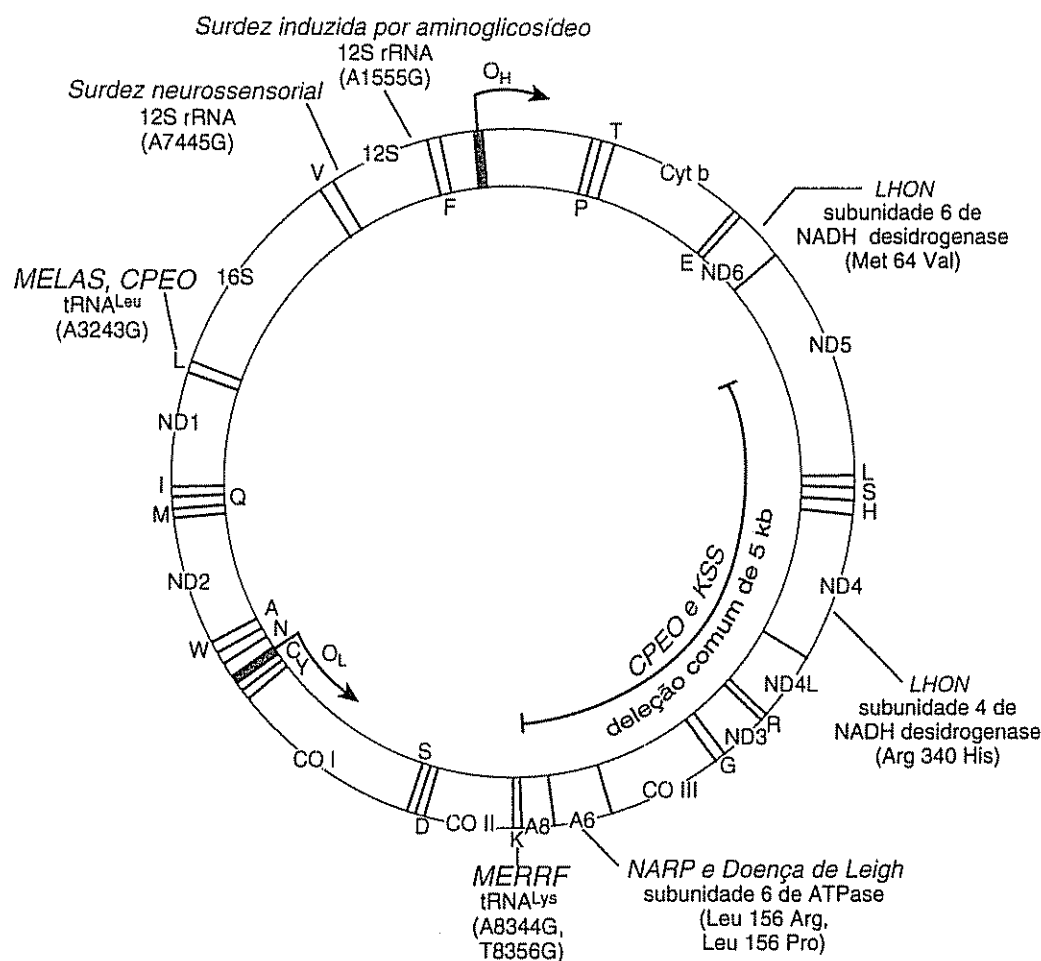 Surdez induzida por aminoglicosídeo
12S rRNA
(A1555G)
O_H
Surdez neurossensorial
12S rRNA
(A7445G)
V
12S
F
P
T
Cyt b
E
ND6
LHON
subunidade 6 de
NADH desidrogenase
(Met 64 Val)
16S
MELAS, CPEO
tRNA^Leu
(A3243G)
L
ND5
ND1
I
M
Q
L
S
H
ND2
ND4
CPEO e KSS
deleção comum de 5 kb
A
N
C
Y
W
O_L
ND4L
R
ND3
G
LHON
subunidade 4 de
NADH desidrogenase
(Arg 340 His)
CO I
S
D
CO II
K
A8
A6
CO III
MERRF
tRNA^Lys
(A8344G,
T8356G)
NARP e Doença de Leigh
subunidade 6 de ATPase
(Leu 156 Arg,
Leu 156 Pro)